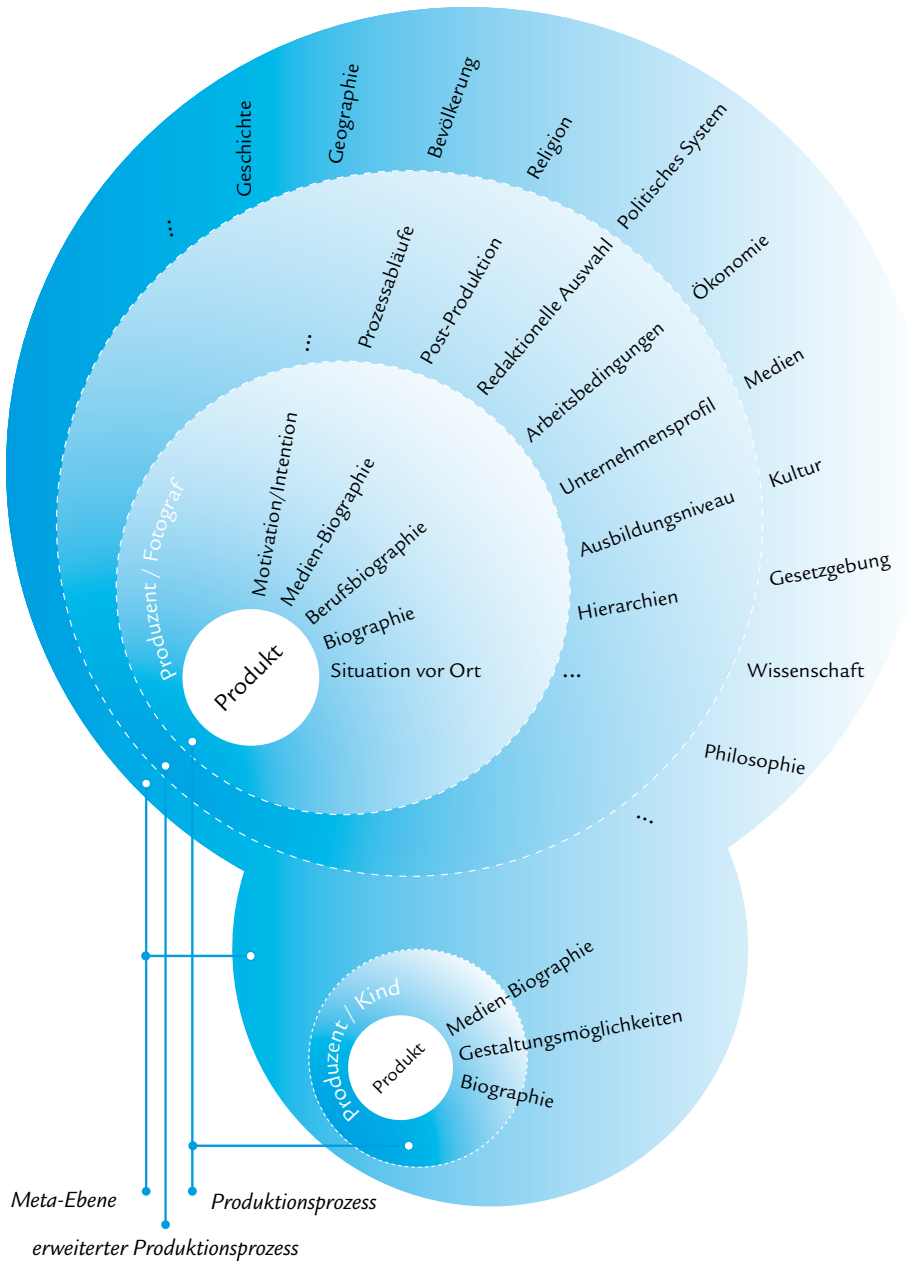 Geschichte
Geographie
Bevölkerung
Religion
Politisches System
Ökonomie
Medien
Kultur
Gesetzgebung
Wissenschaft
Philosophie
...
...
Prozessabläufe
Post-Produktion
Redaktionelle Auswahl
Arbeitsbedingungen
Unternehmensprofil
Ausbildungsniveau
Hierarchien
...
...
Produzent / Fotograf
Motivation/Intention
Medien-Biographie
Berufsbiographie
Biographie
Situation vor Ort
Produkt
Produzent / Kind
Medien-Biographie
Gestaltungsmöglichkeiten
Biographie
Produkt
Meta-Ebene
Produktionsprozess
erweiterter Produktionsprozess